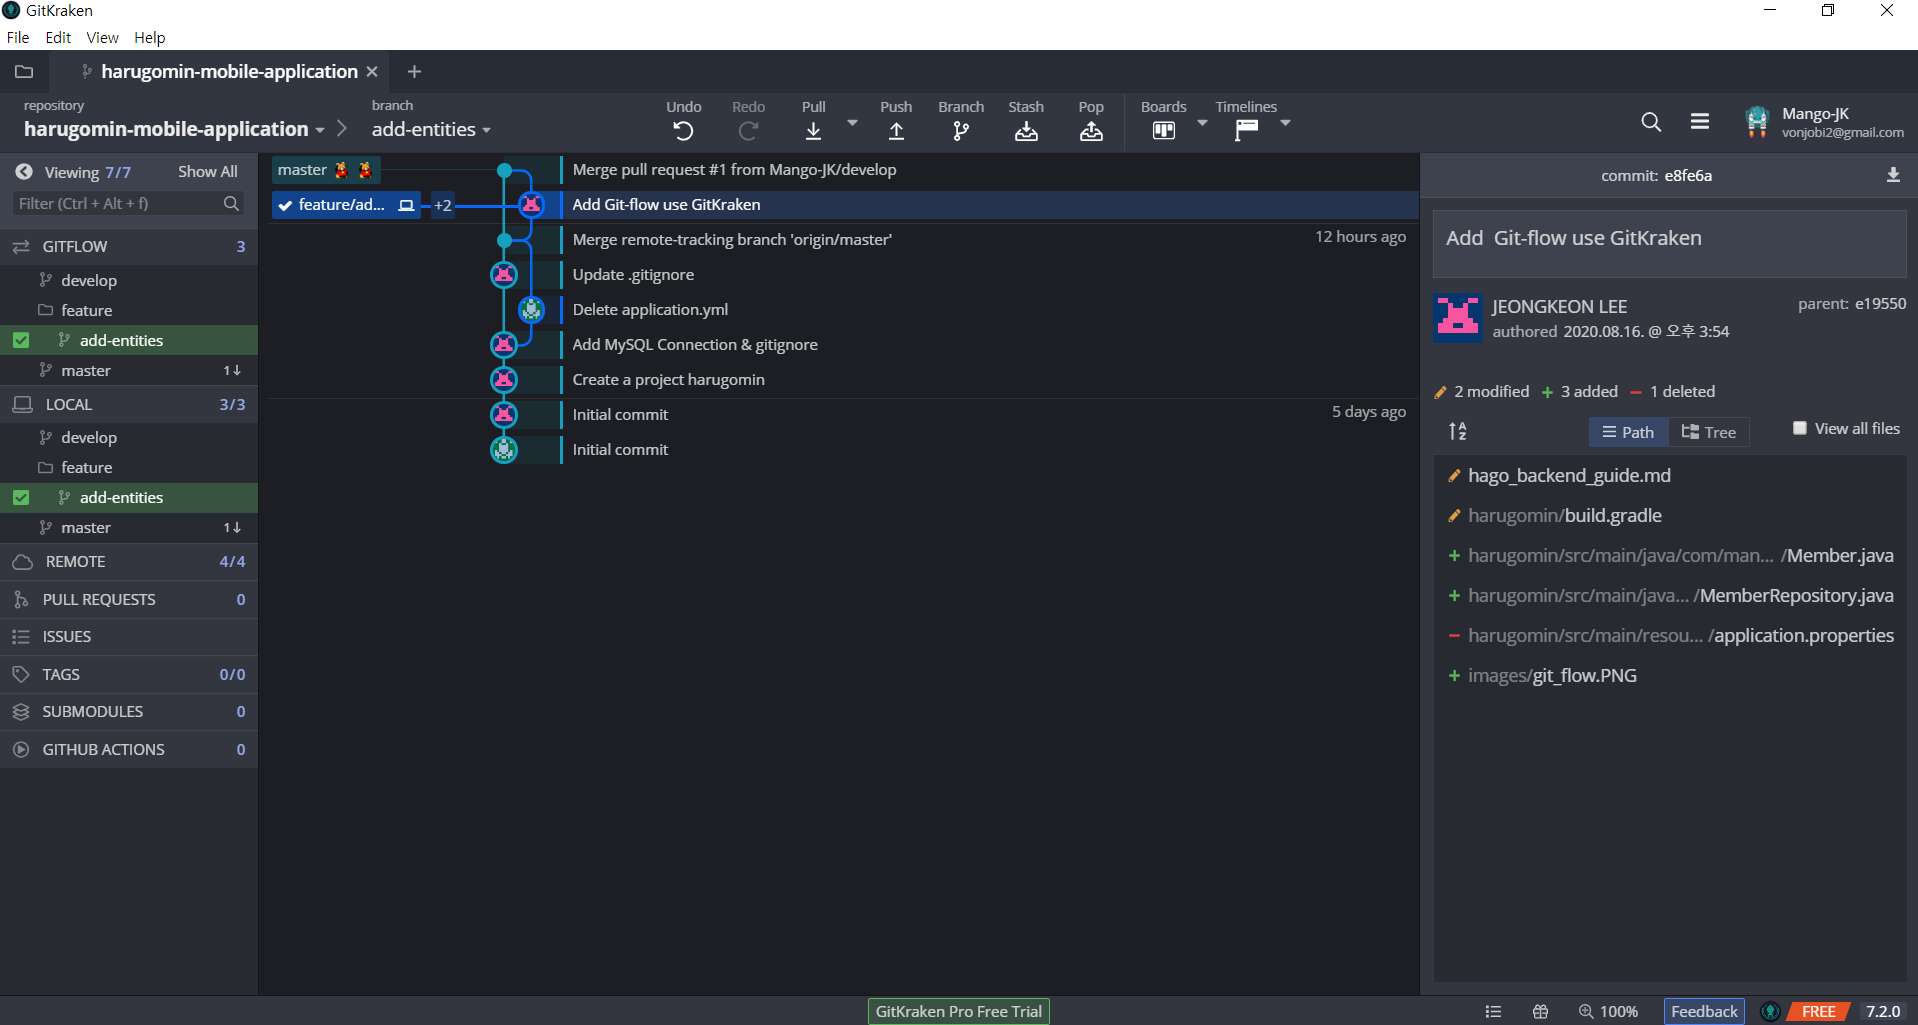 GitKraken
File Edit View Help
harugomin-mobile-application
repository
harugomin-mobile-application
branch
add-entities
Undo
Redo
Pull
Push
Branch
Stash
Pop
Boards
Timelines
Mango-JK
vonjobi2@gmail.com
Viewing 7/7 Show All
Filter (Ctrl + Alt + f)
GITFLOW 3
develop
feature
add-entities
master 1↓
LOCAL 3/3
develop
feature
add-entities
master 1↓
REMOTE 4/4
PULL REQUESTS 0
ISSUES
TAGS 0/0
SUBMODULES 0
GITHUB ACTIONS 0
master Merge pull request #1 from Mango-JK/develop
feature/ad... +2 Add Git-flow use GitKraken
Merge remote-tracking branch 'origin/master' 12 hours ago
Update .gitignore
Delete application.yml
Add MySQL Connection & gitignore
Create a project harugomin
Initial commit 5 days ago
Initial commit
commit: e8fe6a
Add  Git-flow use GitKraken
JEONGKEON LEE parent: e19550
authored 2020.08.16. @ 오후 3:54
2 modified + 3 added − 1 deleted
Path Tree View all files
hago_backend_guide.md
harugomin/build.gradle
+ harugomin/src/main/java/com/man... /Member.java
+ harugomin/src/main/java... /MemberRepository.java
− harugomin/src/main/resou... /application.properties
+ images/git_flow.PNG
GitKraken Pro Free Trial 100% Feedback FREE 7.2.0